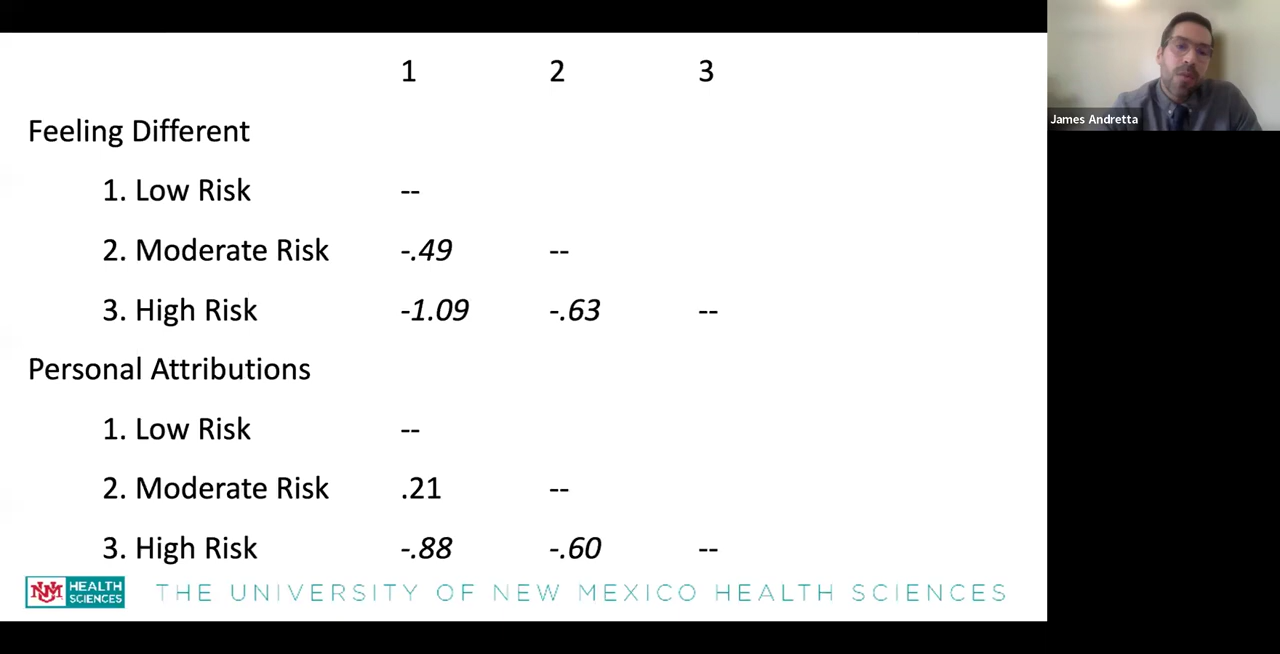 1 2 3
James Andretta
Feeling Different
1. Low Risk --
2. Moderate Risk -.49 --
3. High Risk -1.09 -.63 --
Personal Attributions
1. Low Risk --
2. Moderate Risk .21 --
3. High Risk -.88 -.60 --
UNM HEALTH SCIENCES THE UNIVERSITY OF NEW MEXICO HEALTH SCIENCES